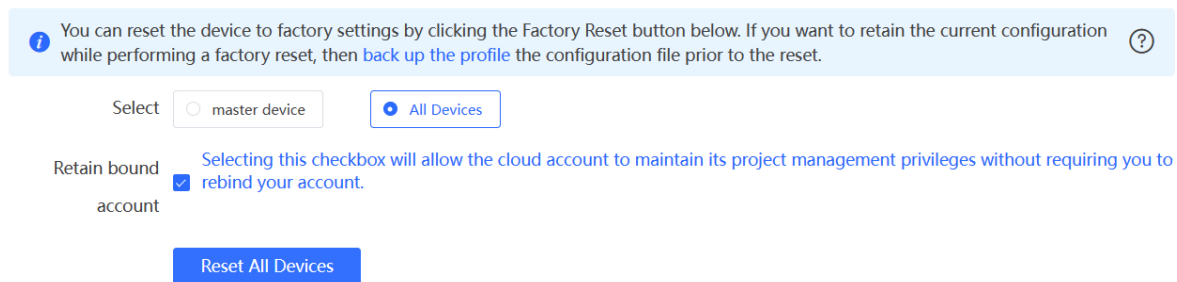 You can reset the device to factory settings by clicking the Factory Reset button below. If you want to retain the current configuration
while performing a factory reset, then back up the profile the configuration file prior to the reset.
Select
master device
All Devices
Retain bound
account
Selecting this checkbox will allow the cloud account to maintain its project management privileges without requiring you to
rebind your account.
Reset All Devices